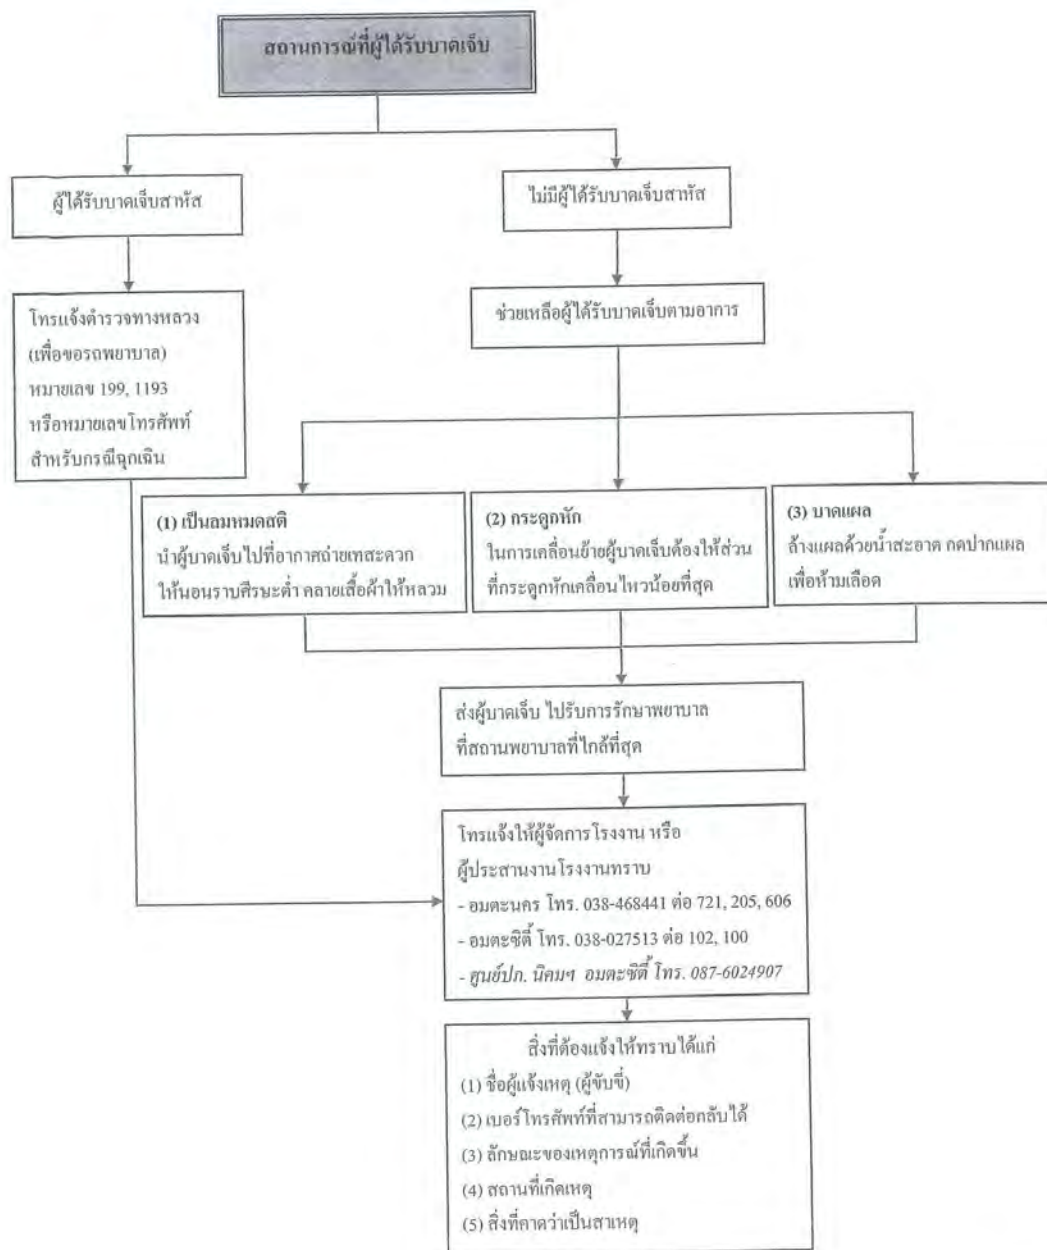 สถานการณ์ที่ผู้ได้รับบาดเจ็บ
ผู้ได้รับบาดเจ็บสาหัส
ไม่มีผู้ได้รับบาดเจ็บสาหัส
โทรแจ้งตำรวจทางหลวง
(เพื่อขอรถพยาบาล)
หมายเลข 199, 1193
หรือหมายเลขโทรศัพท์
สำหรับกรณีฉุกเฉิน
ช่วยเหลือผู้ได้รับบาดเจ็บตามอาการ
(1) เป็นลมหมดสติ
นำผู้บาดเจ็บไปที่อากาศถ่ายเทสะดวก
ให้นอนราบศีรษะต่ำ คลายเสื้อผ้าให้หลวม
(2) กระดูกหัก
ในการเคลื่อนย้ายผู้บาดเจ็บต้องให้ส่วน
ที่กระดูกหักเคลื่อนไหวน้อยที่สุด
(3) บาดแผล
ล้างแผลด้วยน้ำสะอาด กดปากแผล
เพื่อห้ามเลือด
ส่งผู้บาดเจ็บ ไปรับการรักษาพยาบาล
ที่สถานพยาบาลที่ใกล้ที่สุด
โทรแจ้งให้ผู้จัดการโรงงาน หรือ
ผู้ประสานงานโรงงานทราบ
- อมตะนคร โทร. 038-468441 ต่อ 721, 205, 606
- อมตะซิตี้ โทร. 038-027513 ต่อ 102, 100
- ศูนย์ปภ. นิคมฯ อมตะซิตี้ โทร. 087-6024907
สิ่งที่ต้องแจ้งให้ทราบได้แก่
(1) ชื่อผู้แจ้งเหตุ (ผู้ขับขี่)
(2) เบอร์โทรศัพท์ที่สามารถติดต่อกลับได้
(3) ลักษณะของเหตุการณ์ที่เกิดขึ้น
(4) สถานที่เกิดเหตุ
(5) สิ่งที่คาดว่าเป็นสาเหตุ